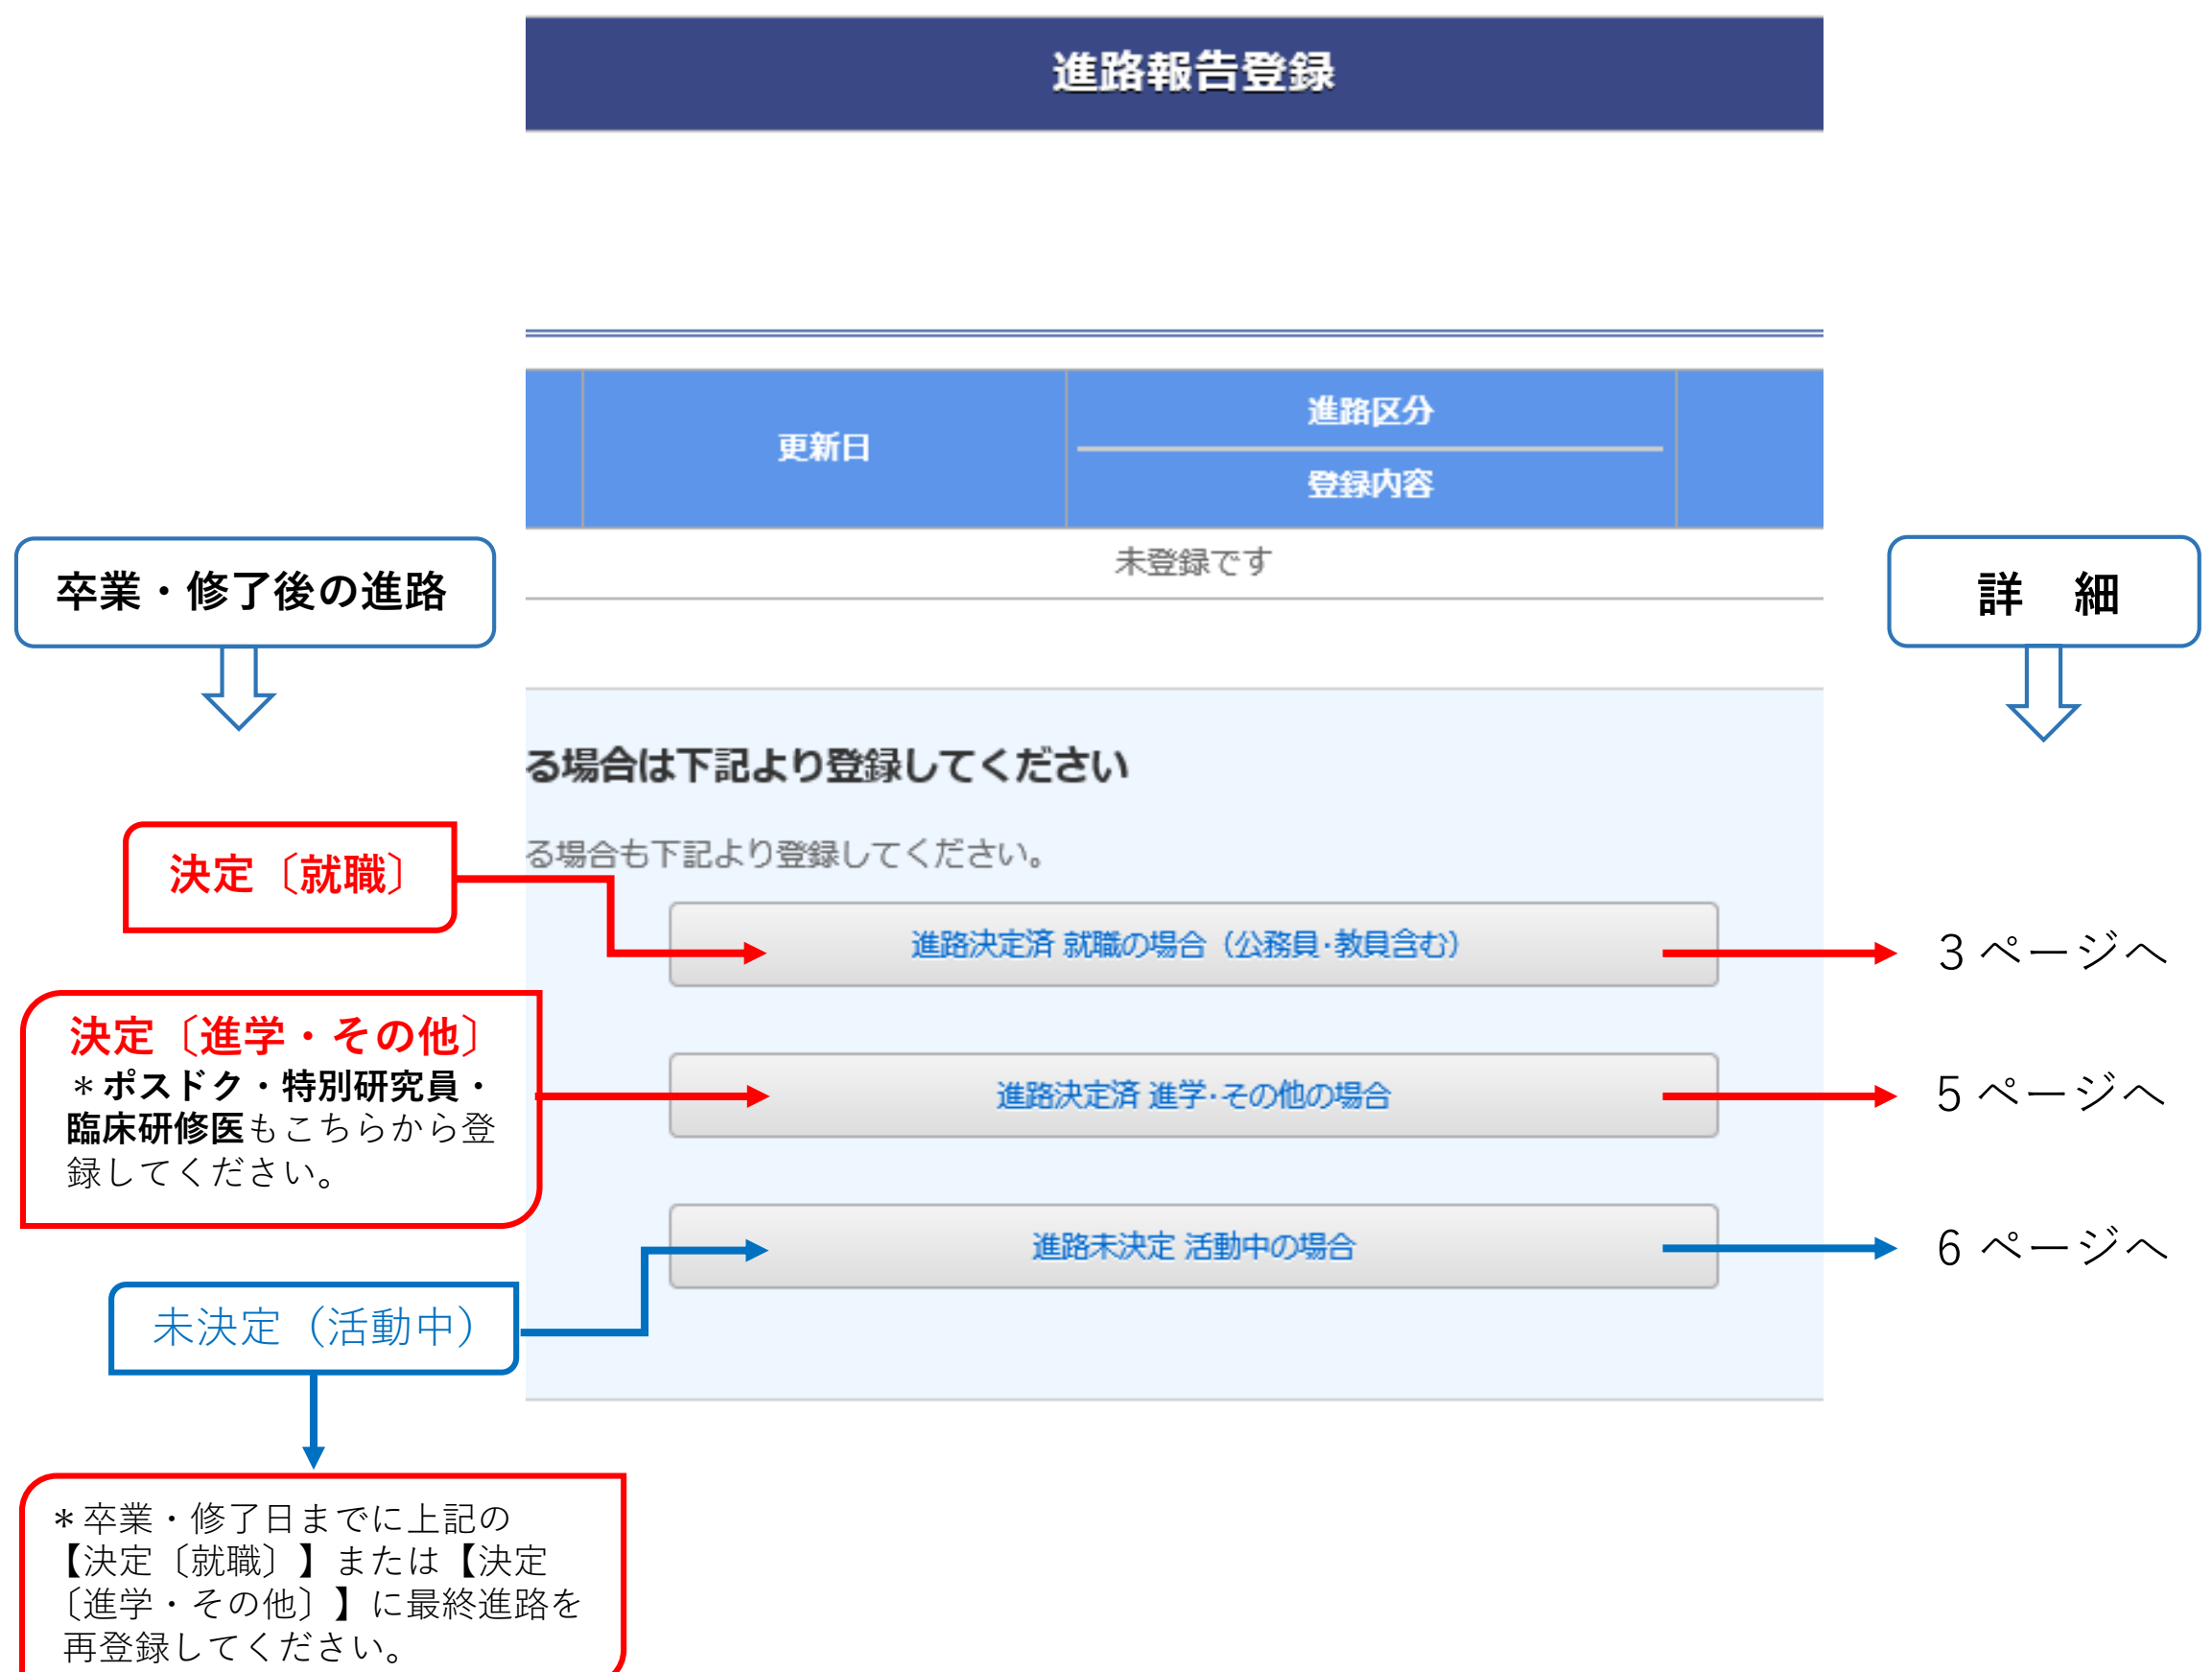 進路報告登録
更新日
進路区分
登録内容
未登録です
卒業・修了後の進路
詳　細
る場合は下記より登録してください
る場合も下記より登録してください。
決定〔就職〕
進路決定済 就職の場合（公務員・教員含む）
3 ページへ
決定〔進学・その他〕
＊ポスドク・特別研究員・
臨床研修医もこちらから登
録してください。
進路決定済 進学・その他の場合
5 ページへ
進路未決定 活動中の場合
6 ページへ
未決定（活動中）
＊卒業・修了日までに上記の
【決定〔就職〕】または【決定
〔進学・その他〕】に最終進路を
再登録してください。